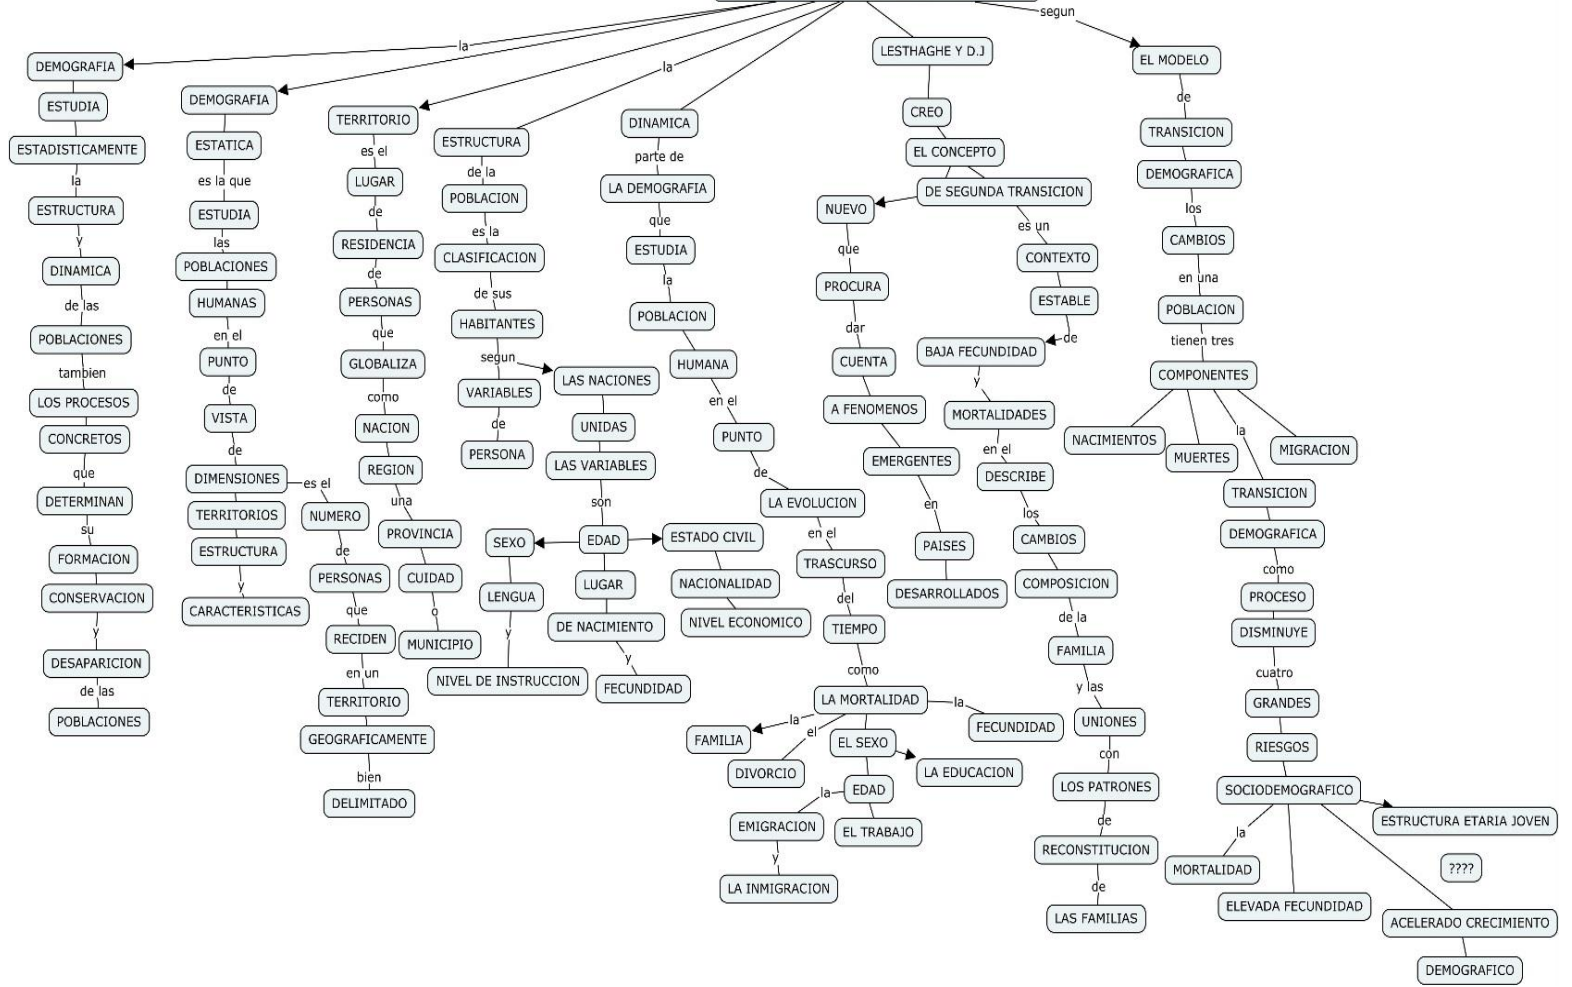 la
DEMOGRAFIA
ESTUDIA
ESTADISTICAMENTE
la
ESTRUCTURA
y
DINAMICA
de las
POBLACIONES
tambien
LOS PROCESOS
CONCRETOS
que
DETERMINAN
su
FORMACION
CONSERVACION
y
DESAPARICION
de las
POBLACIONES
DEMOGRAFIA
ESTATICA
es la que
ESTUDIA
las
POBLACIONES
HUMANAS
en el
PUNTO
de
VISTA
de
DIMENSIONES
TERRITORIOS
ESTRUCTURA
y
CARACTERISTICAS
es el
NUMERO
de
PERSONAS
que
RECIDEN
en un
TERRITORIO
GEOGRAFICAMENTE
bien
DELIMITADO
TERRITORIO
es el
LUGAR
de
RESIDENCIA
de
PERSONAS
que
GLOBALIZA
como
NACION
REGION
una
PROVINCIA
CUIDAD
o
MUNICIPIO
la
ESTRUCTURA
de la
POBLACION
es la
CLASIFICACION
de sus
HABITANTES
segun
VARIABLES
de
PERSONA
LAS NACIONES
UNIDAS
LAS VARIABLES
son
EDAD
SEXO
LENGUA
y
NIVEL DE INSTRUCCION
LUGAR
DE NACIMIENTO
y
FECUNDIDAD
ESTADO CIVIL
NACIONALIDAD
NIVEL ECONOMICO
DINAMICA
parte de
LA DEMOGRAFIA
que
ESTUDIA
la
POBLACION
HUMANA
en el
PUNTO
de
LA EVOLUCION
en el
TRASCURSO
del
TIEMPO
como
LA MORTALIDAD
la
FAMILIA
el
DIVORCIO
EL SEXO
LA EDUCACION
EDAD
la
EMIGRACION
y
LA INMIGRACION
EL TRABAJO
la
FECUNDIDAD
LESTHAGHE Y D.J
CREO
EL CONCEPTO
DE SEGUNDA TRANSICION
NUEVO
que
PROCURA
dar
CUENTA
A FENOMENOS
EMERGENTES
en
PAISES
DESARROLLADOS
es un
CONTEXTO
ESTABLE
de
BAJA FECUNDIDAD
y
MORTALIDADES
en el
DESCRIBE
los
CAMBIOS
COMPOSICION
de la
FAMILIA
y las
UNIONES
con
LOS PATRONES
de
RECONSTITUCION
de
LAS FAMILIAS
segun
EL MODELO
de
TRANSICION
DEMOGRAFICA
los
CAMBIOS
en una
POBLACION
tienen tres
COMPONENTES
NACIMIENTOS
MUERTES
la
MIGRACION
TRANSICION
DEMOGRAFICA
como
PROCESO
DISMINUYE
cuatro
GRANDES
RIESGOS
SOCIODEMOGRAFICO
la
MORTALIDAD
ELEVADA FECUNDIDAD
ESTRUCTURA ETARIA JOVEN
????
ACELERADO CRECIMIENTO
DEMOGRAFICO